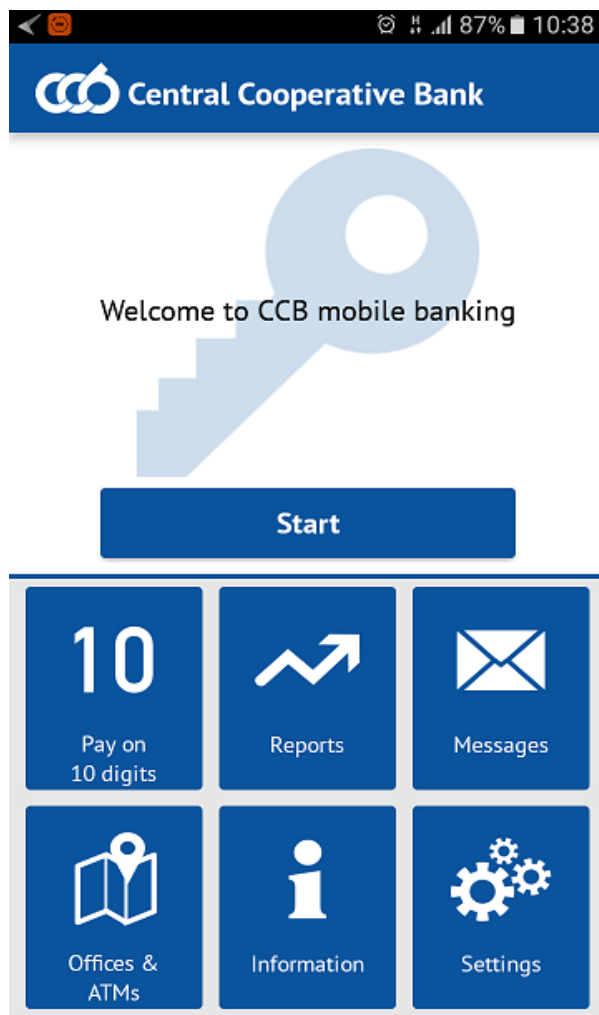 87% 10:38
CCB Central Cooperative Bank
Welcome to CCB mobile banking
Start
10
Pay on
10 digits
Reports
Messages
Offices &
ATMs
Information
Settings